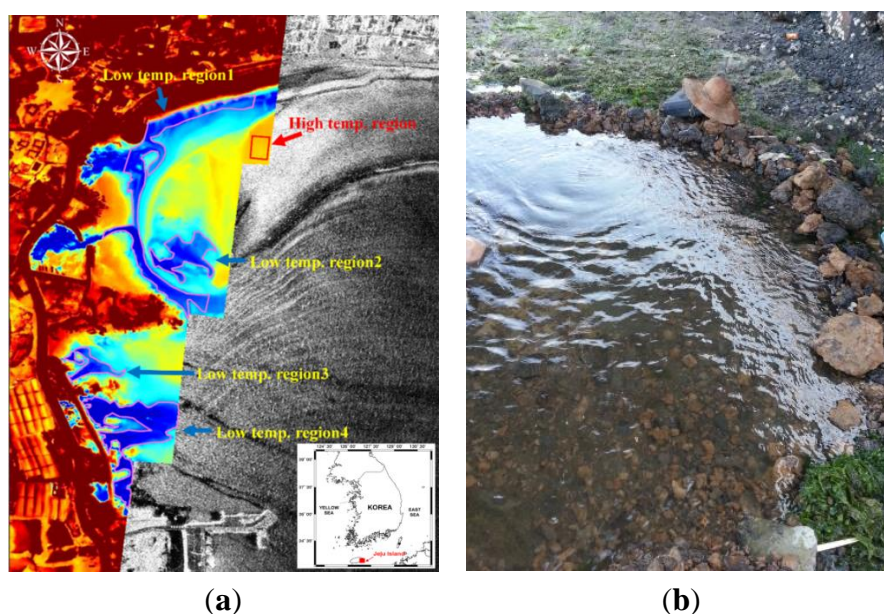 N
W
E
S
Low temp. region1
High temp. region
Low temp. region2
Low temp. region3
Low temp. region4
KOREA
YELLOW
SEA
EAST
SEA
Jeju Island
(a)
(b)